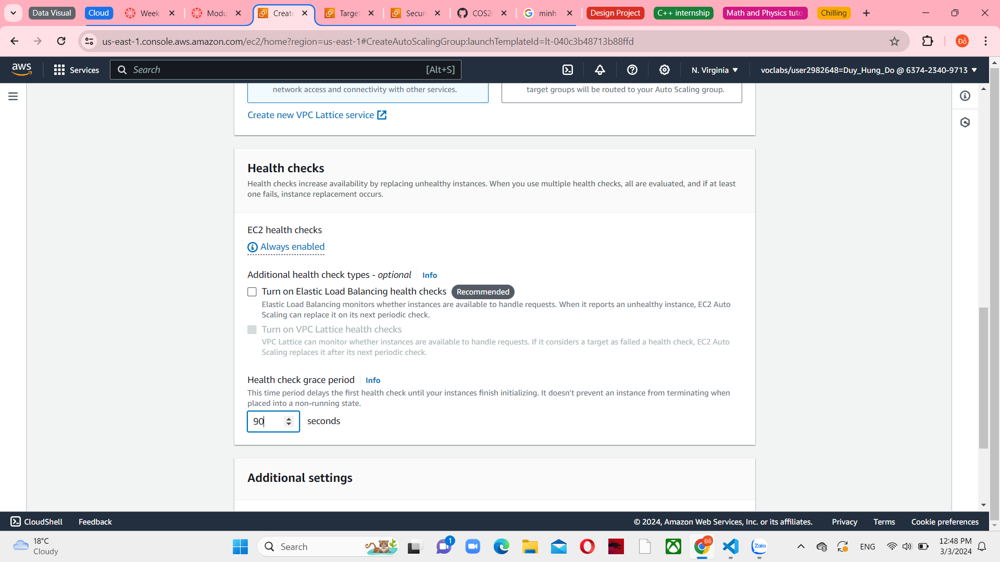 Data Visual
Cloud
Week
Modu
Create
Target
Securi
COS20
minh
Design Project
C++ internship
Math and Physics tuto
Chilling
us-east-1.console.aws.amazon.com/ec2/home?region=us-east-1#CreateAutoScalingGroup:launchTemplateId=lt-040c3b48713b88ffd
Đỗ
aws
Services
Search
[Alt+S]
N. Virginia
voclabs/user2982648=Duy_Hung_Do @ 6374-2340-9713
network access and connectivity with other services.
target groups will be routed to your Auto Scaling group.
Create new VPC Lattice service
Health checks
Health checks increase availability by replacing unhealthy instances. When you use multiple health checks, all are evaluated, and if at least
one fails, instance replacement occurs.
EC2 health checks
Always enabled
Additional health check types - optional
Info
Turn on Elastic Load Balancing health checks
Recommended
Elastic Load Balancing monitors whether instances are available to handle requests. When it reports an unhealthy instance, EC2 Auto
Scaling can replace it on its next periodic check.
Turn on VPC Lattice health checks
VPC Lattice can monitor whether instances are available to handle requests. If it considers a target as failed a health check, EC2 Auto
Scaling replaces it after its next periodic check.
Health check grace period
Info
This time period delays the first health check until your instances finish initializing. It doesn't prevent an instance from terminating when
placed into a non-running state.
90
seconds
Additional settings
CloudShell
Feedback
© 2024, Amazon Web Services, Inc. or its affiliates.
Privacy
Terms
Cookie preferences
18°C
Cloudy
Search
1
Đỗ
Zalo
ENG
12:48 PM
3/3/2024